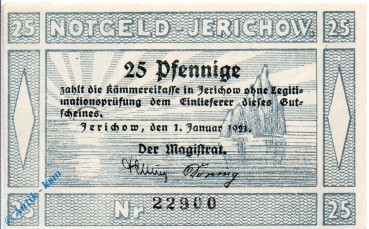 25 NOTGELD-JERICHOW. 25
25 Pfennige
zahlt die Kämmereikasse in Jerichow ohne Legiti-
mationsprüfung dem Einlieferer dieses Gut-
scheines.
Jerichow, den 1. Januar 1921.
Der Magistrat.
25 Nr 22900 25